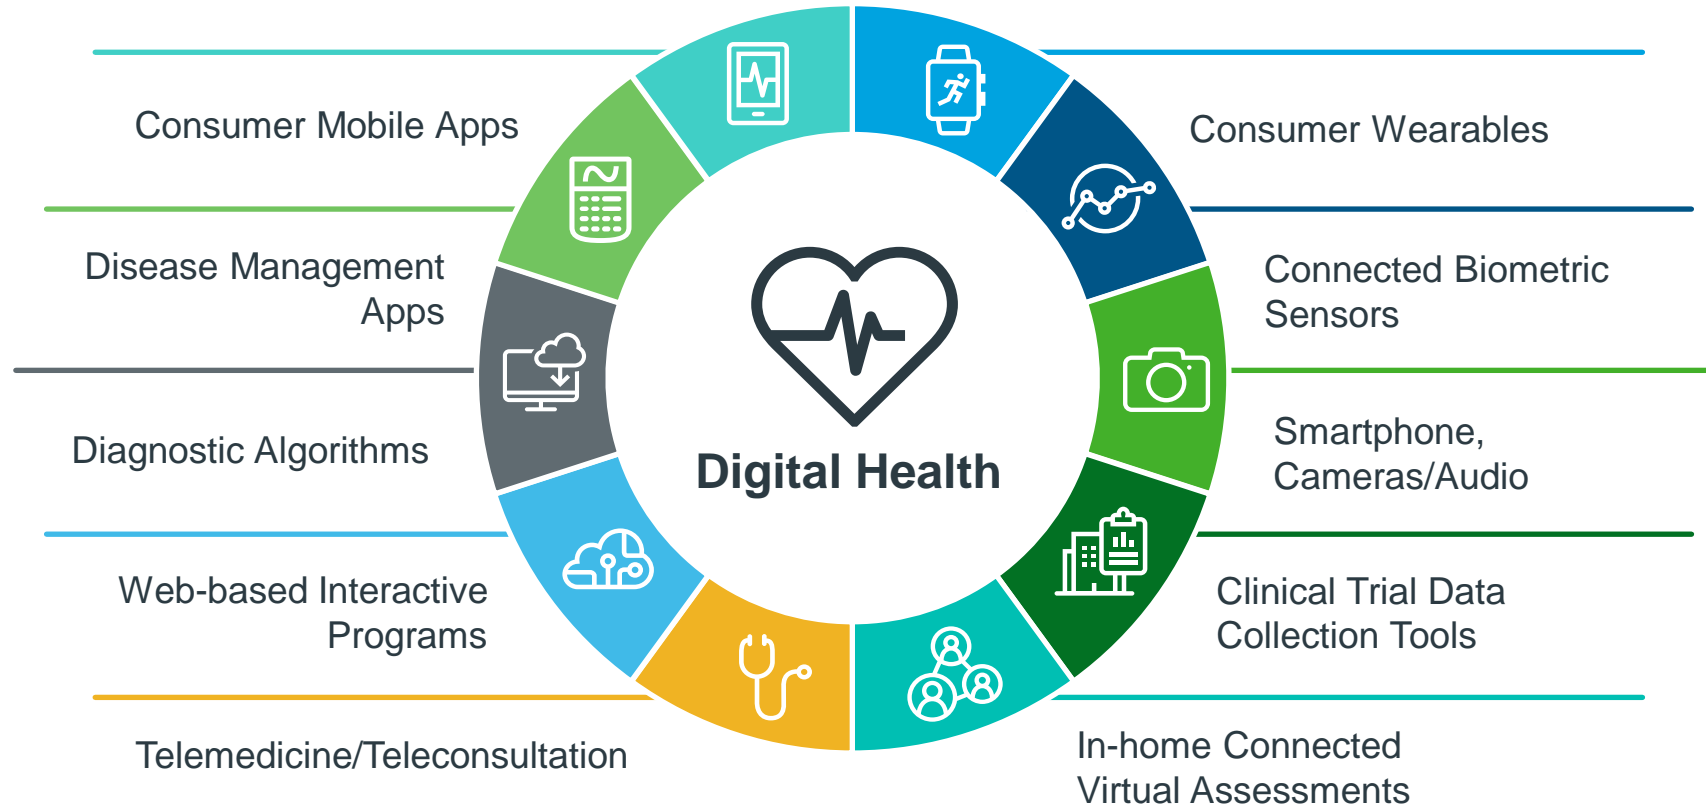 Consumer Mobile Apps
Consumer Wearables
Disease Management
Apps
Connected Biometric
Sensors
Digital Health
Diagnostic Algorithms
Smartphone,
Cameras/Audio
Web-based Interactive
Programs
Clinical Trial Data
Collection Tools
Telemedicine/Teleconsultation
In-home Connected
Virtual Assessments